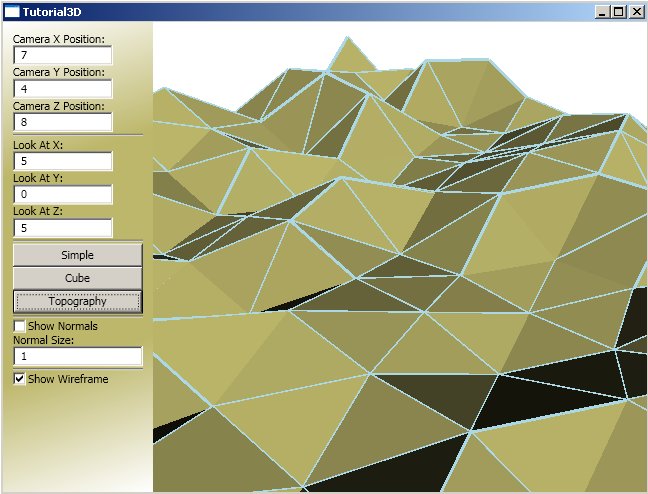 Tutorial3D
Camera X Position:
7
Camera Y Position:
4
Camera Z Position:
8
Look At X:
5
Look At Y:
0
Look At Z:
5
Simple
Cube
Topography
Show Normals
Normal Size:
1
Show Wireframe